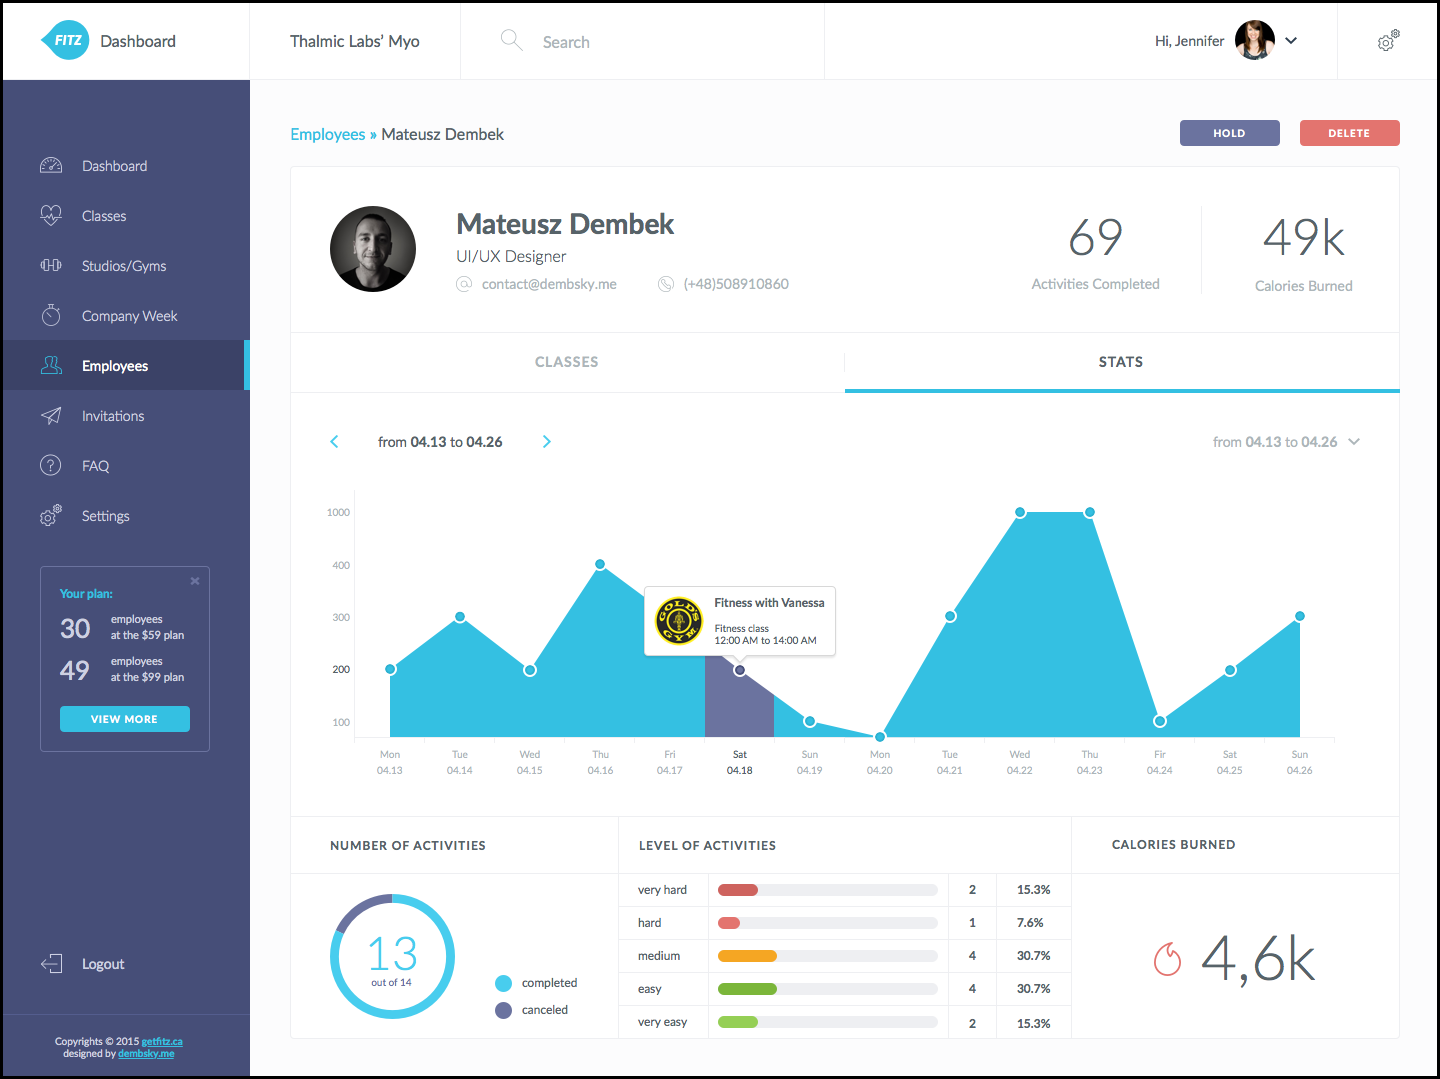 FITZ
Dashboard
Thalmic Labs’ Myo
Search
Hi, Jennifer
Dashboard
Classes
Studios/Gyms
Company Week
Employees
Invitations
FAQ
Settings
Your plan:
30 employees
at the $59 plan
49 employees
at the $99 plan
VIEW MORE
Logout
Copyrights © 2015 getfitz.ca
designed by dembsky.me
Employees » Mateusz Dembek
HOLD
DELETE
Mateusz Dembek
UI/UX Designer
contact@dembsky.me
(+48)508910860
69
Activities Completed
49k
Calories Burned
CLASSES
STATS
from 04.13 to 04.26
from 04.13 to 04.26
1000
400
300
200
100
GOLD'S
GYM
Fitness with Vanessa
Fitness class
12:00 AM to 14:00 AM
Mon Tue Wed Thu Fri Sat Sun Mon Tue Wed Thu Fir Sat Sun
04.13 04.14 04.15 04.16 04.17 04.18 04.19 04.20 04.21 04.22 04.23 04.24 04.25 04.26
NUMBER OF ACTIVITIES
13
out of 14
completed
canceled
LEVEL OF ACTIVITIES
very hard 2 15.3%
hard 1 7.6%
medium 4 30.7%
easy 4 30.7%
very easy 2 15.3%
CALORIES BURNED
4,6k